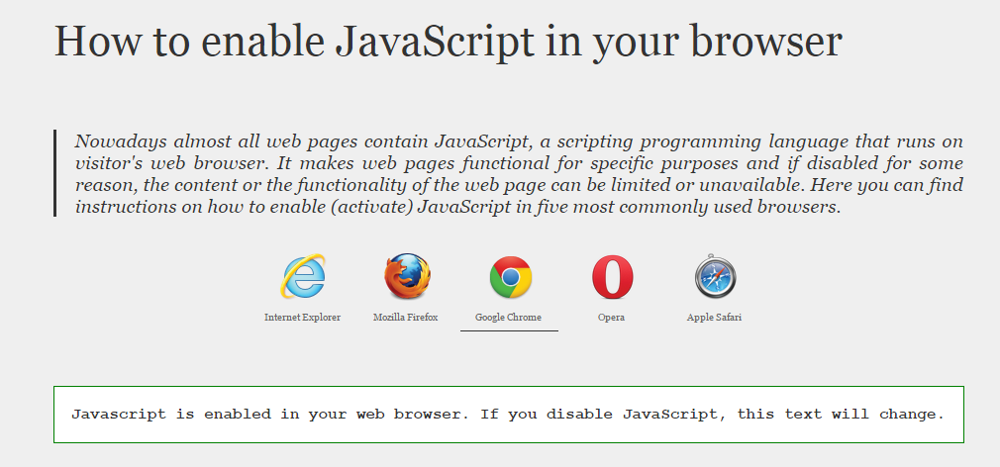 How to enable JavaScript in your browser
Nowadays almost all web pages contain JavaScript, a scripting programming language that runs on
visitor's web browser. It makes web pages functional for specific purposes and if disabled for some
reason, the content or the functionality of the web page can be limited or unavailable. Here you can find
instructions on how to enable (activate) JavaScript in five most commonly used browsers.
Internet Explorer Mozilla Firefox Google Chrome Opera Apple Safari
Javascript is enabled in your web browser. If you disable JavaScript, this text will change.